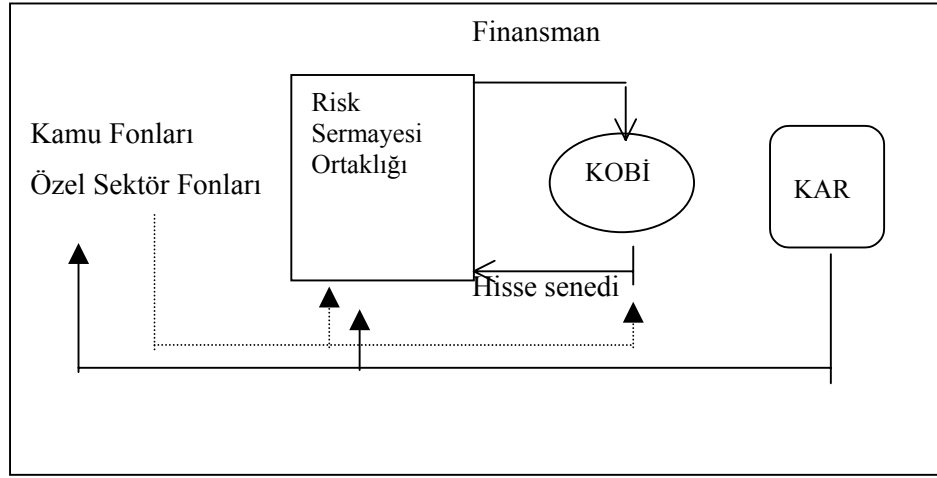 Finansman
Risk
Sermayesi
Ortaklığı
Kamu Fonları
Özel Sektör Fonları
KOBİ
KAR
Hisse senedi